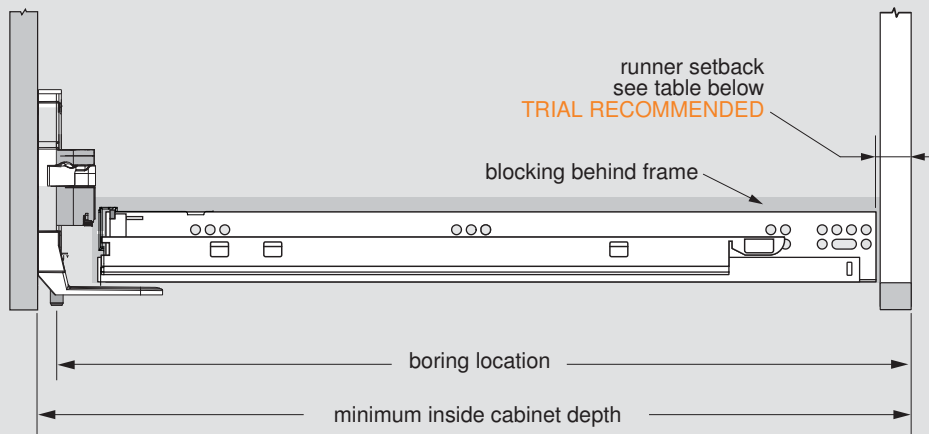 runner setback
see table below
TRIAL RECOMMENDED
blocking behind frame
boring location
minimum inside cabinet depth